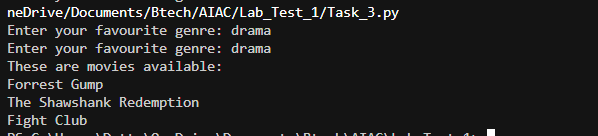 neDrive/Documents/Btech/AIAC/Lab_Test_1/Task_3.py
Enter your favourite genre: drama
Enter your favourite genre: drama
These are movies available:
Forrest Gump
The Shawshank Redemption
Fight Club